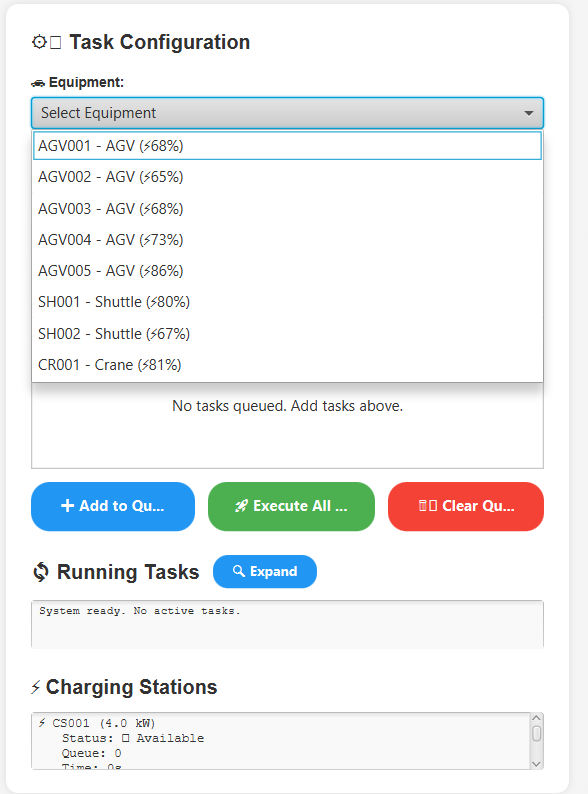 ⚙ Task Configuration
🚗 Equipment:
Select Equipment
AGV001 - AGV (⚡68%)
AGV002 - AGV (⚡65%)
AGV003 - AGV (⚡68%)
AGV004 - AGV (⚡73%)
AGV005 - AGV (⚡86%)
SH001 - Shuttle (⚡80%)
SH002 - Shuttle (⚡67%)
CR001 - Crane (⚡81%)
No tasks queued. Add tasks above.
➕ Add to Qu...
🚀 Execute All ...
🗑 Clear Qu...
🔄 Running Tasks
🔍 Expand
System ready. No active tasks.
⚡ Charging Stations
⚡ CS001 (4.0 kW)
Status: □ Available
Queue: 0
Time: 0s